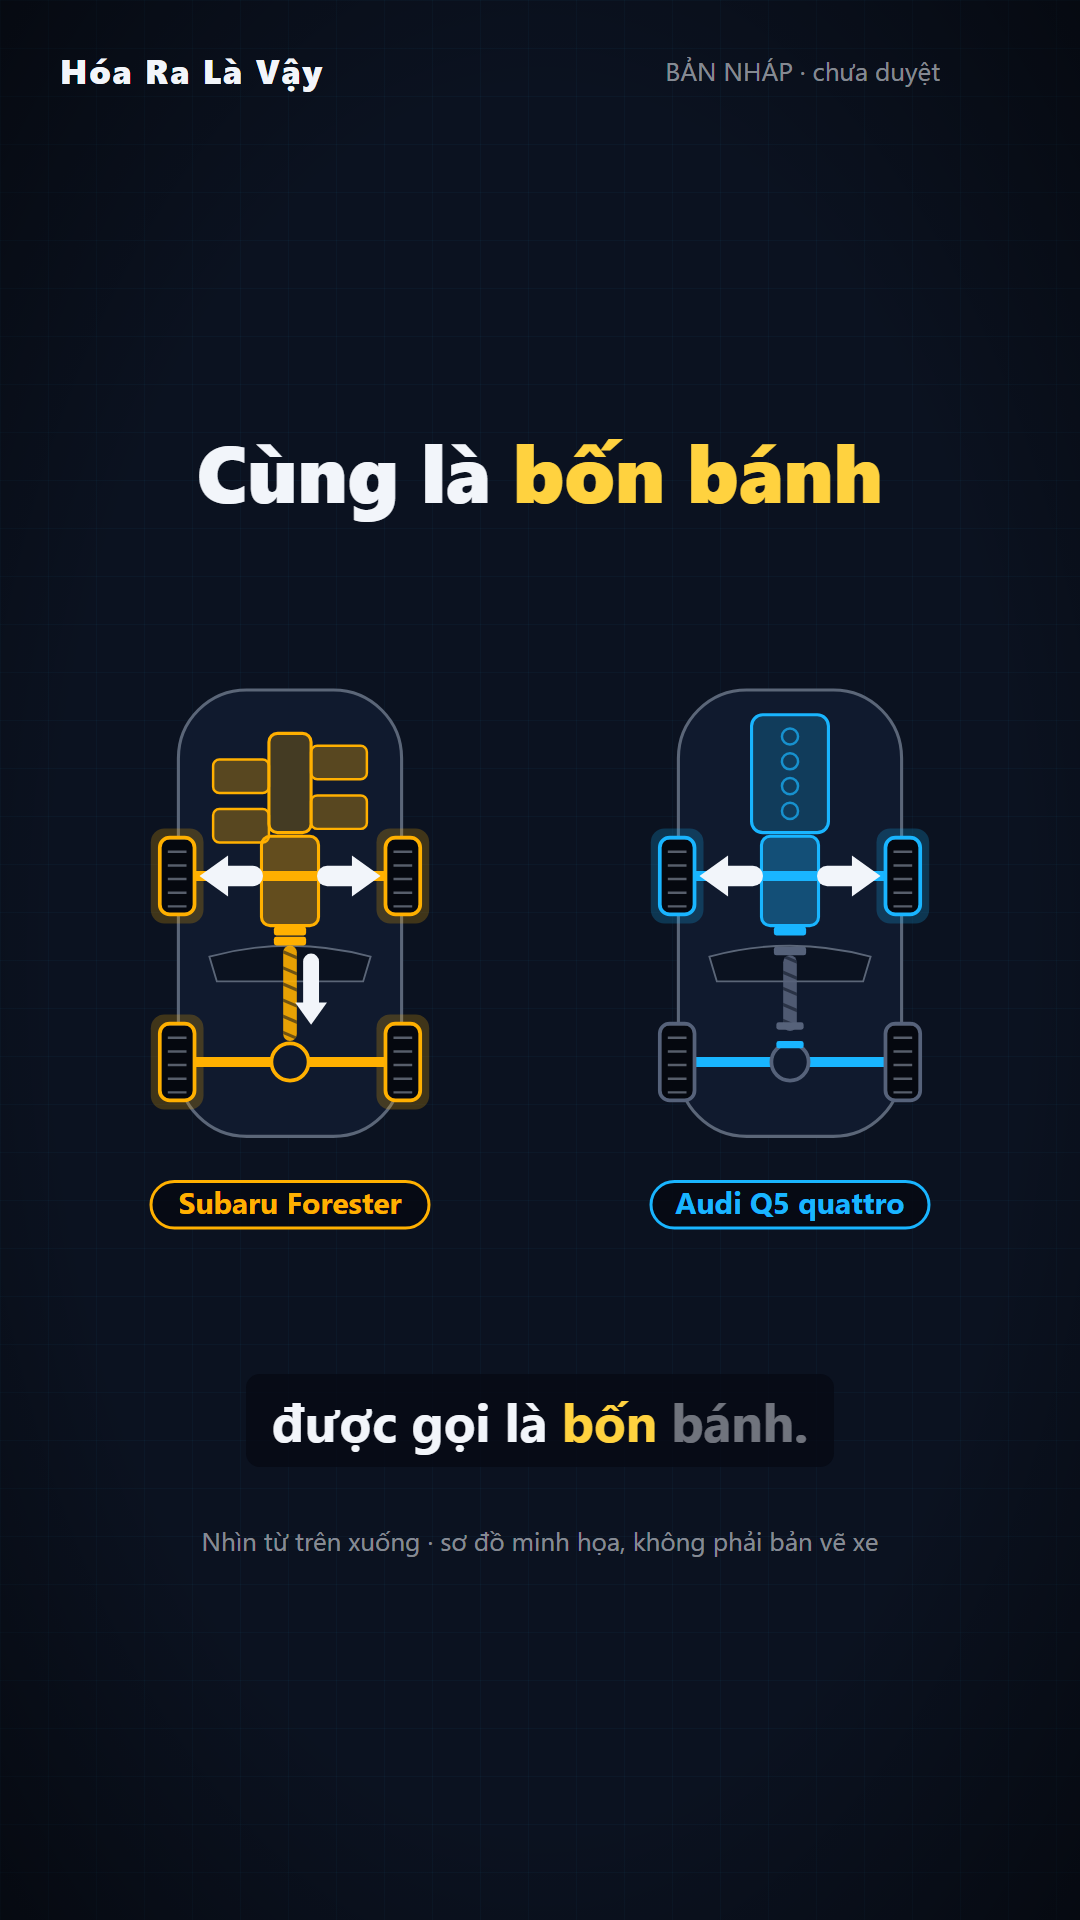 Hóa Ra Là Vậy
BẢN NHÁP · chưa duyệt
Cùng là bốn bánh
Subaru Forester
Audi Q5 quattro
được gọi là bốn bánh.
Nhìn từ trên xuống · sơ đồ minh họa, không phải bản vẽ xe